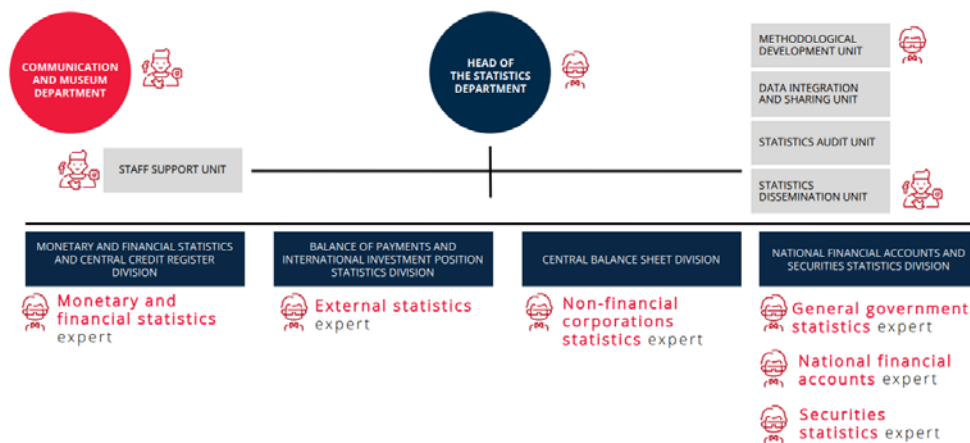 COMMUNICATION
AND MUSEUM
DEPARTMENT
HEAD OF
THE STATISTICS
DEPARTMENT
METHODOLOGICAL
DEVELOPMENT UNIT
DATA INTEGRATION
AND SHARING UNIT
STATISTICS AUDIT UNIT
STATISTICS
DISSEMINATION UNIT
STAFF SUPPORT UNIT
MONETARY AND FINANCIAL STATISTICS
AND CENTRAL CREDIT REGISTER
DIVISION
Monetary and
financial statistics
expert
BALANCE OF PAYMENTS AND
INTERNATIONAL INVESTMENT POSITION
STATISTICS DIVISION
External statistics
expert
CENTRAL BALANCE SHEET DIVISION
Non-financial
corporations
statistics expert
NATIONAL FINANCIAL ACCOUNTS AND
SECURITIES STATISTICS DIVISION
General government
statistics expert
National financial
accounts expert
Securities
statistics expert